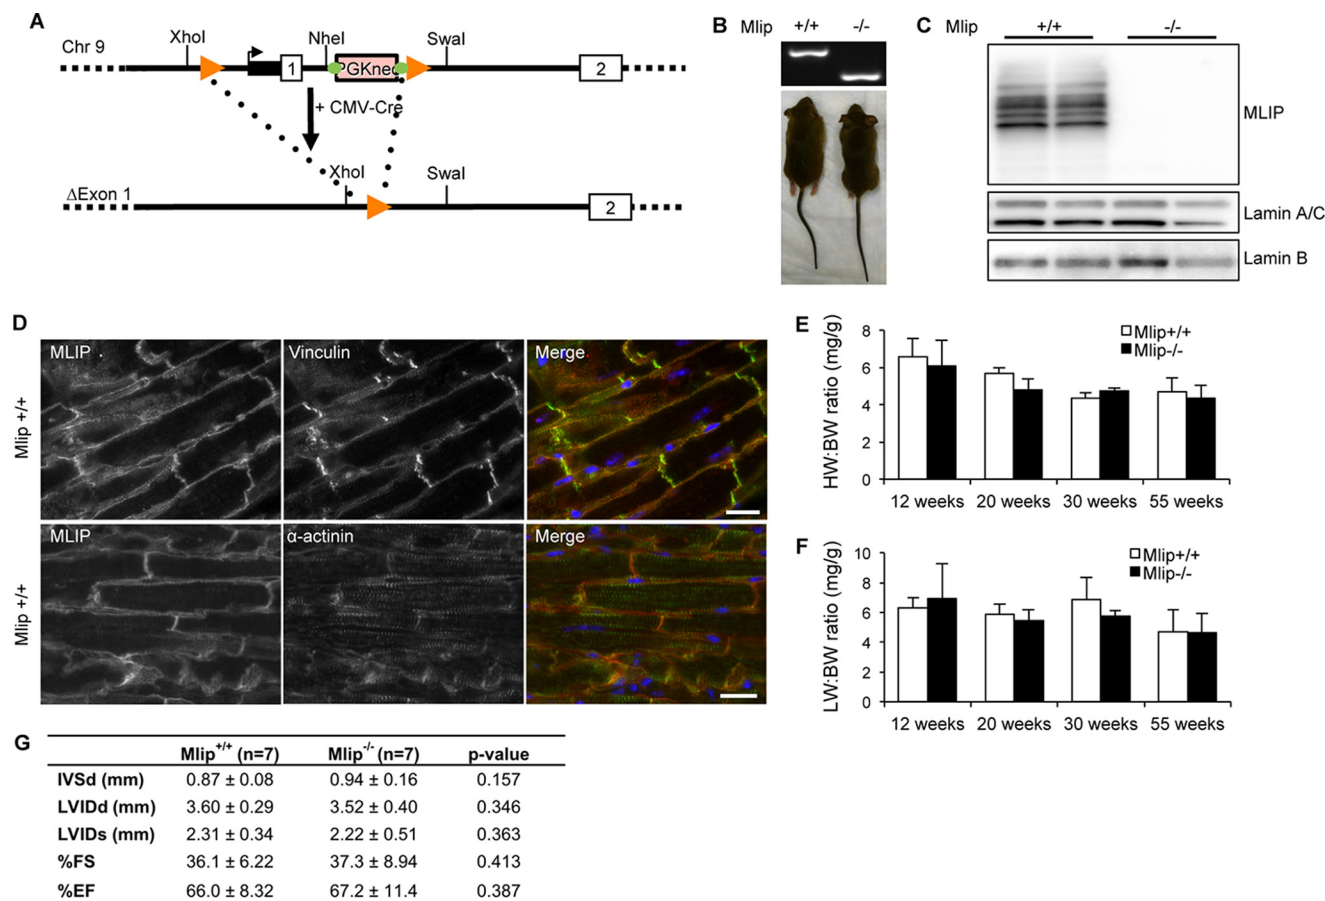 A
Chr 9
XhoI
NheI
SwaI
1
PGKneo
2
+ CMV-Cre
XhoI
SwaI
ΔExon 1
2
B
Mlip +/+ -/-
C
Mlip +/+ -/-
MLIP
Lamin A/C
Lamin B
D
Mlip +/+
MLIP
Vinculin
Merge
Mlip +/+
MLIP
α-actinin
Merge
E
HW:BW ratio (mg/g)
8
6
4
2
0
Mlip+/+
Mlip-/-
12 weeks 20 weeks 30 weeks 55 weeks
F
LW:BW ratio (mg/g)
10
8
6
4
2
0
Mlip+/+
Mlip-/-
12 weeks 20 weeks 30 weeks 55 weeks
G
Mlip+/+ (n=7) Mlip-/- (n=7) p-value
IVSd (mm) 0.87 ± 0.08 0.94 ± 0.16 0.157
LVIDd (mm) 3.60 ± 0.29 3.52 ± 0.40 0.346
LVIDs (mm) 2.31 ± 0.34 2.22 ± 0.51 0.363
%FS 36.1 ± 6.22 37.3 ± 8.94 0.413
%EF 66.0 ± 8.32 67.2 ± 11.4 0.387